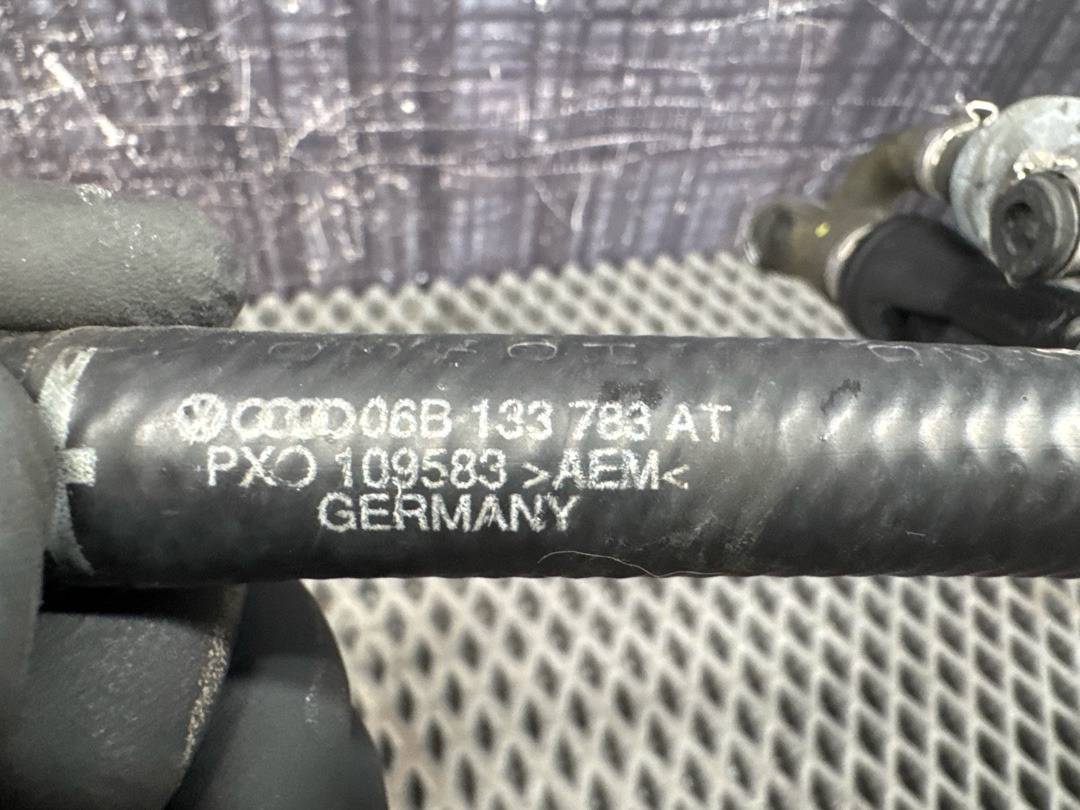 06B 133 783 AT
PXO 109583 >AEM<
GERMANY